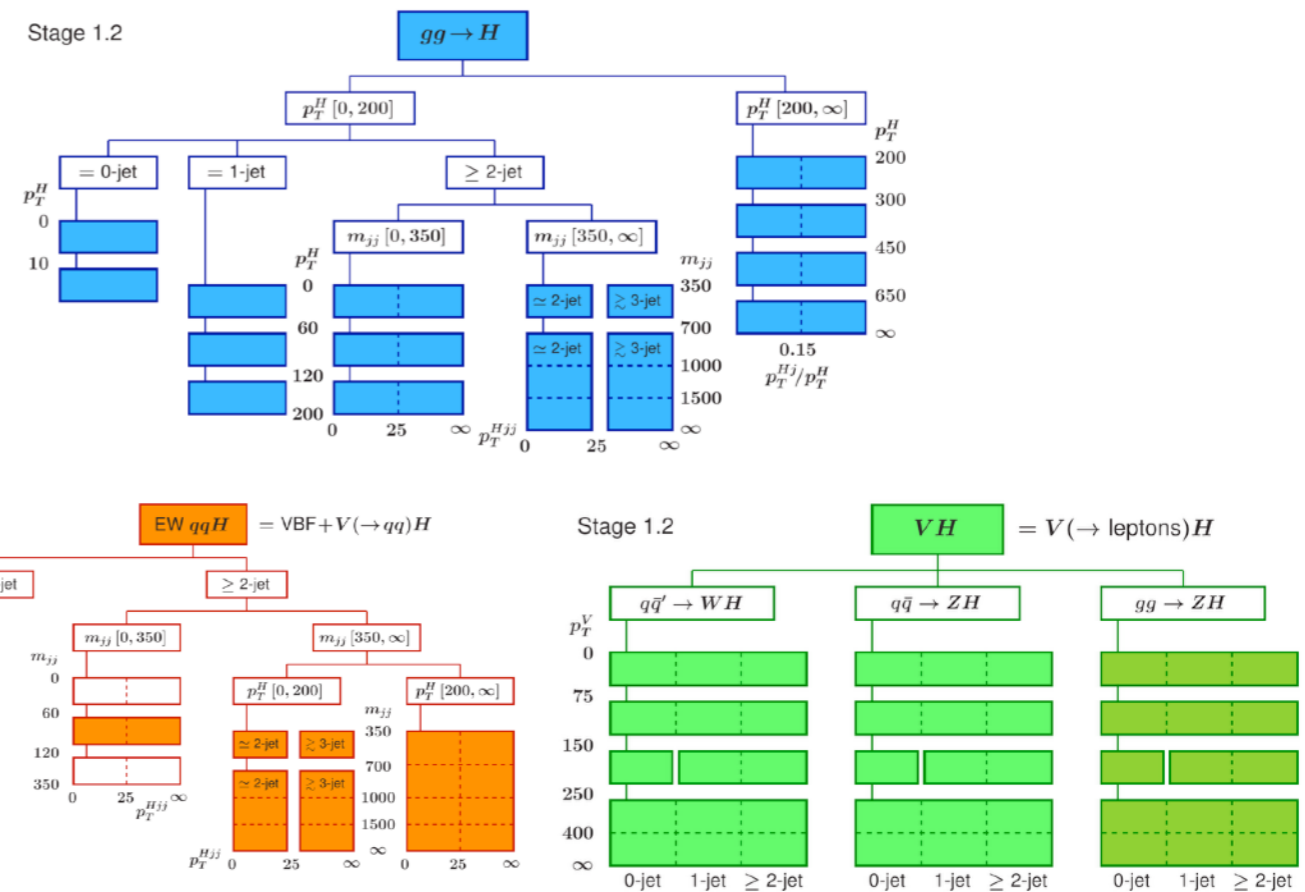 Stage 1.2
gg → H
p_T^H [0, 200]
p_T^H [200, ∞]
= 0-jet
= 1-jet
≥ 2-jet
p_T^H
0
10
m_jj [0, 350]
m_jj [350, ∞]
p_T^H
0
60
120
200
0 25 ∞
≃ 2-jet ≳ 3-jet
≃ 2-jet ≳ 3-jet
m_jj
350
700
1000
1500
∞
p_T^Hjj
0 25 ∞
p_T^H
200
300
450
650
∞
0.15
p_T^Hj/p_T^H
EW qqH = VBF+V(→qq)H
jet
≥ 2-jet
m_jj [0, 350]
m_jj [350, ∞]
m_jj
0
60
120
350
0 25 ∞
p_T^Hjj
p_T^H [0, 200]
p_T^H [200, ∞]
≃ 2-jet ≳ 3-jet
≃ 2-jet ≳ 3-jet
m_jj
350
700
1000
1500
∞
p_T^Hjj
0 25 ∞
0 25 ∞
Stage 1.2
VH = V(→ leptons)H
qq̄′ → WH
qq̄ → ZH
gg → ZH
p_T^V
0
75
150
250
400
∞
0-jet 1-jet ≥ 2-jet
0-jet 1-jet ≥ 2-jet
0-jet 1-jet ≥ 2-jet